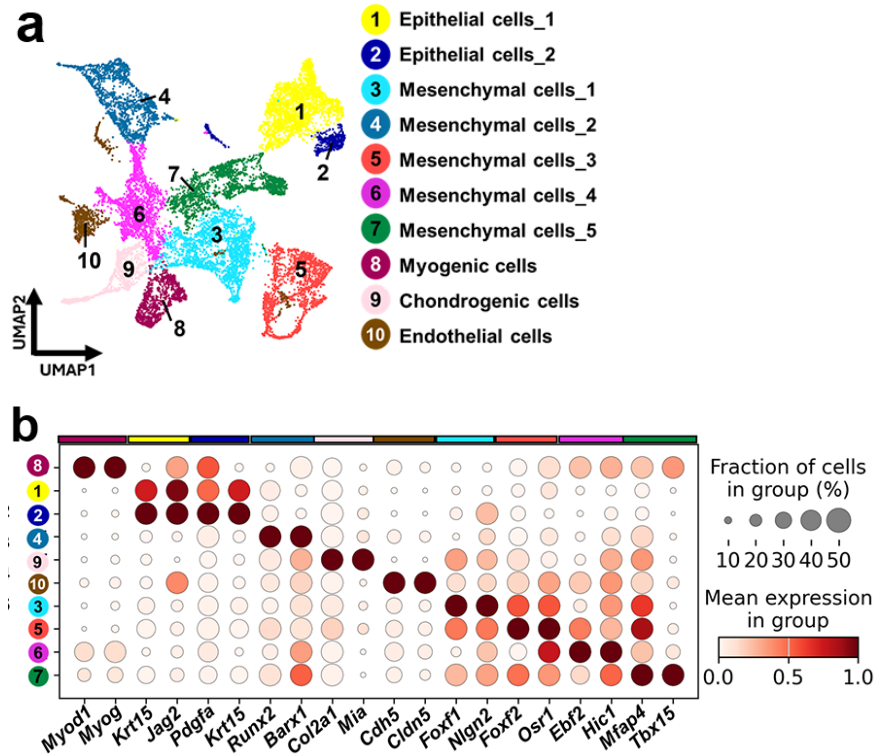 a
1 Epithelial cells_1
2 Epithelial cells_2
3 Mesenchymal cells_1
4 Mesenchymal cells_2
5 Mesenchymal cells_3
6 Mesenchymal cells_4
7 Mesenchymal cells_5
8 Myogenic cells
9 Chondrogenic cells
10 Endothelial cells
4
1
2
7
6
3
10
9
5
8
UMAP2
UMAP1
b
8
1
2
4
9
10
3
5
6
7
Myod1 Myog Krt15 Jag2 Pdgfa Krt15 Runx2 Barx1 Col2a1 Mia Cdh5 Cldn5 Foxf1 Nlgn2 Foxf2 Osr1 Ebf2 Hic1 Mfap4 Tbx15
Fraction of cells
in group (%)
10 20 30 40 50
Mean expression
in group
0.0 0.5 1.0